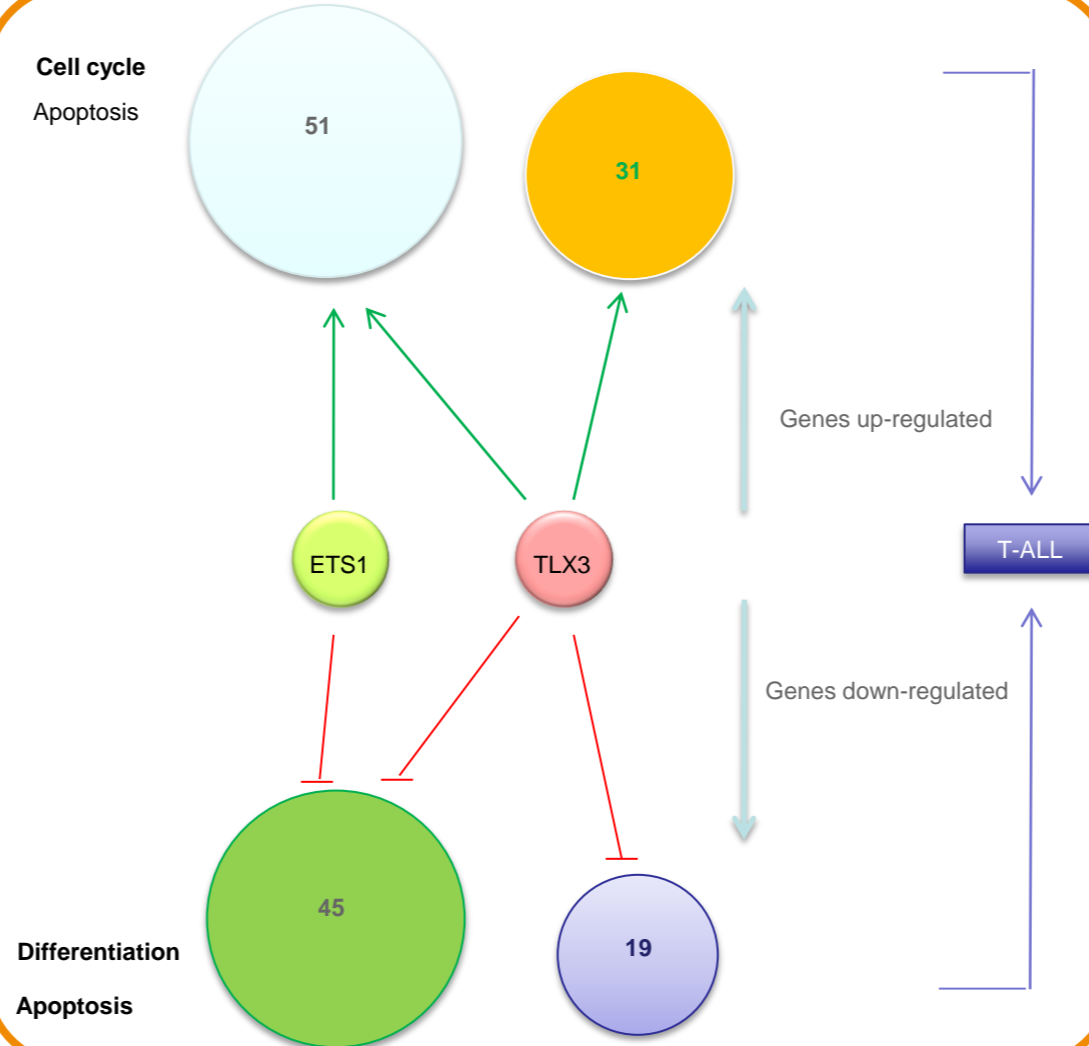 Cell cycle
Apoptosis
51
31
Genes up-regulated
ETS1
TLX3
T-ALL
Genes down-regulated
45
19
Differentiation
Apoptosis